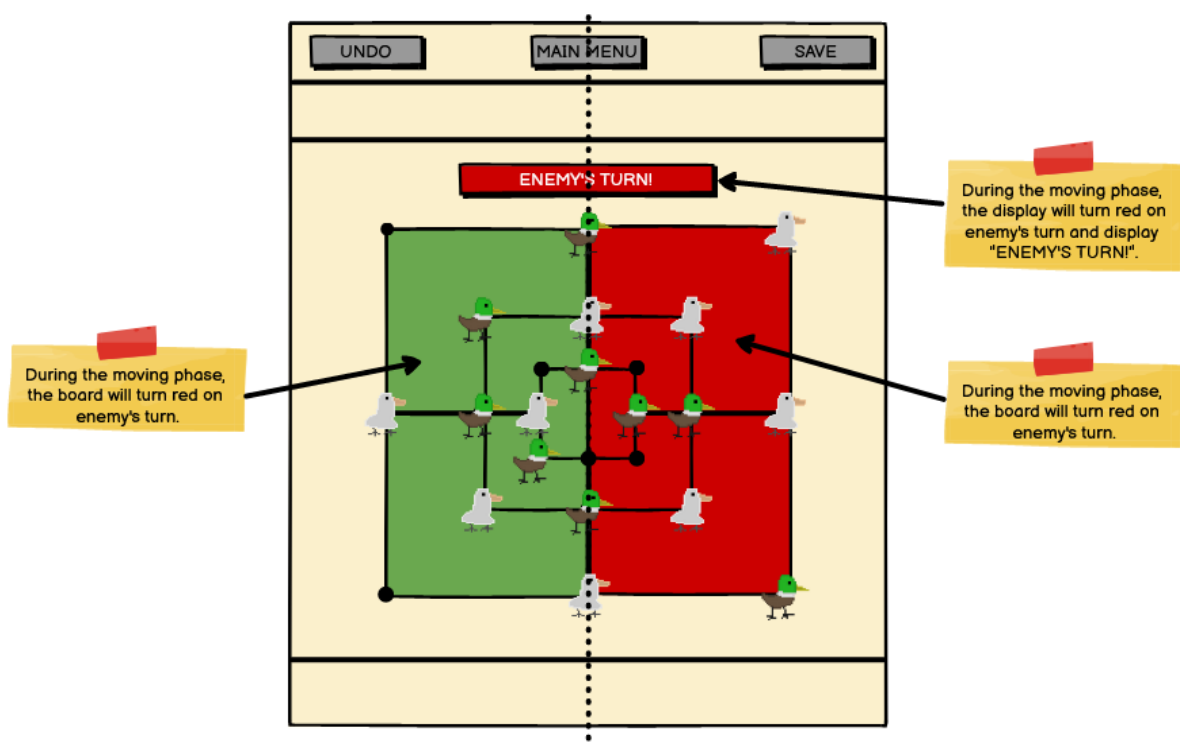 UNDO
MAIN MENU
SAVE
ENEMY'S TURN!
During the moving phase,
the display will turn red on
enemy's turn and display
"ENEMY'S TURN!".
During the moving phase,
the board will turn red on
enemy's turn.
During the moving phase,
the board will turn red on
enemy's turn.